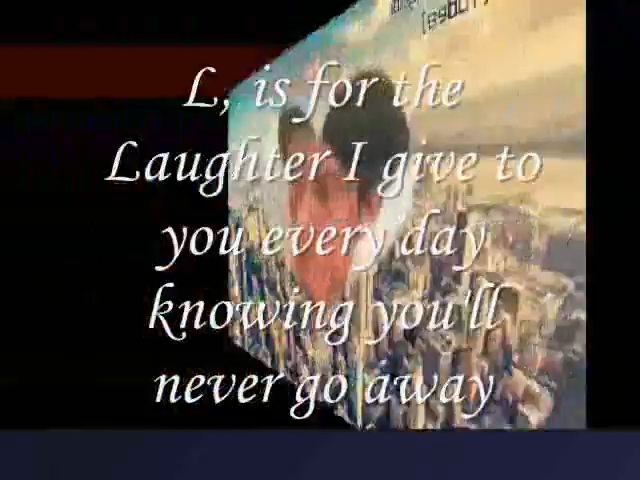 L, is for the
Laughter I give to
you every day
knowing you'll
never go away